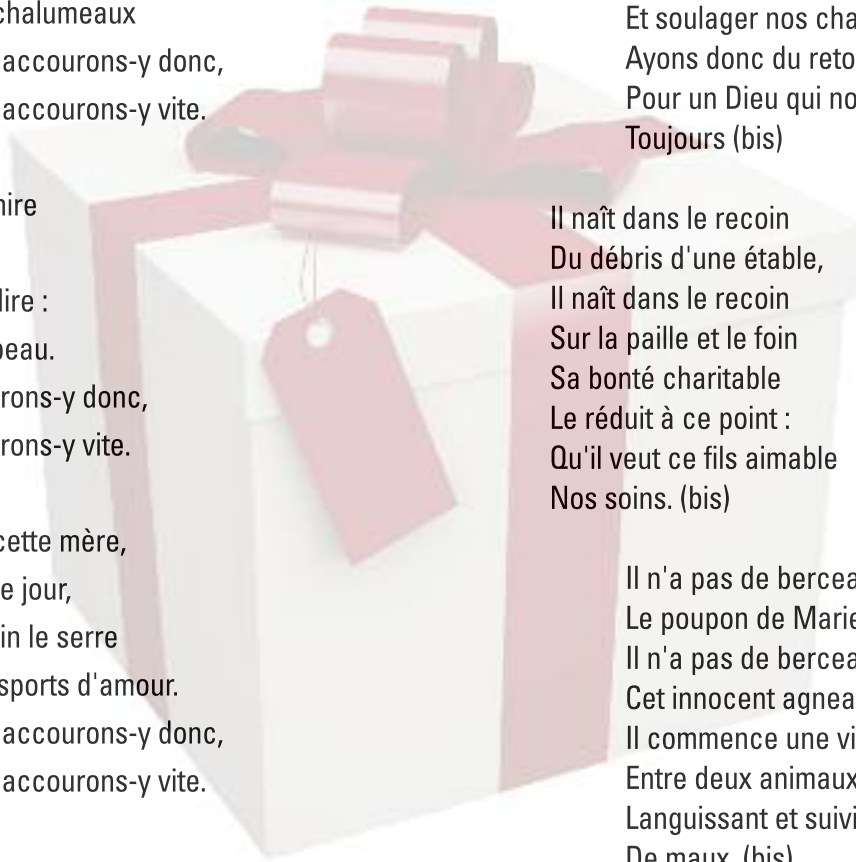 chalumeaux
accourons-y donc,
accourons-y vite.
lire :
rons-y donc,
rons-y vite.
cette mère,
jour,
le serre
sports d'amour.
accourons-y donc,
accourons-y vite.
Et soulager nos cha
Ayons donc du reto
Pour un Dieu qui no
Toujours (bis)
Il naît dans le recoin
Du débris d'une étable,
Il naît dans le recoin
Sur la paille et le foin
Sa bonté charitable
Le réduit à ce point :
Qu'il veut ce fils aimable
Nos soins. (bis)
Il n'a pas de bercea
Le poupon de Marie
Il n'a pas de bercea
Cet innocent agnea
Il commence une vi
Entre deux animaux
Languissant et suivi
De maux. (bis)